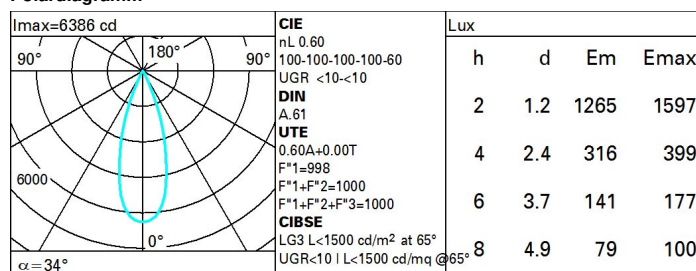 Imax=6386 cd
90° 180° 90°
6000
0°
α=34°
CIE
nL 0.60
100-100-100-100-60
UGR <10-<10
DIN
A.61
UTE
0.60A+0.00T
F"1=998
F"1+F"2=1000
F"1+F"2+F"3=1000
CIBSE
LG3 L<1500 cd/m² at 65°
UGR<10 | L<1500 cd/mq @65°
Lux
h d Em Emax
2 1.2 1265 1597
4 2.4 316 399
6 3.7 141 177
8 4.9 79 100